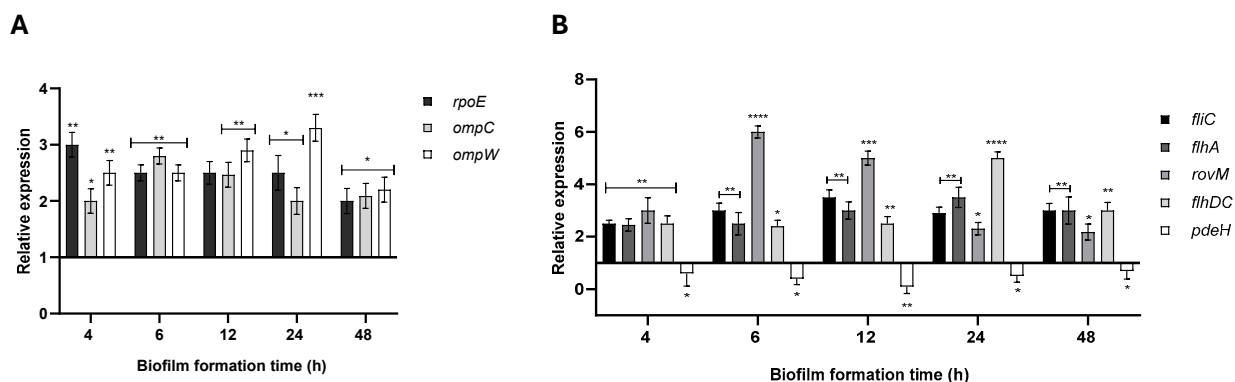 A
Relative expression
4
3
2
1
0
** * **
**
**
* ***
*
4 6 12 24 48
Biofilm formation time (h)
rpoE
ompC
ompW
B
Relative expression
8
6
4
2
0
** *
** **** * *
** *** ** **
** * **** *
** * ** *
4 6 12 24 48
Biofilm formation time (h)
fliC
flhA
rovM
flhDC
pdeH